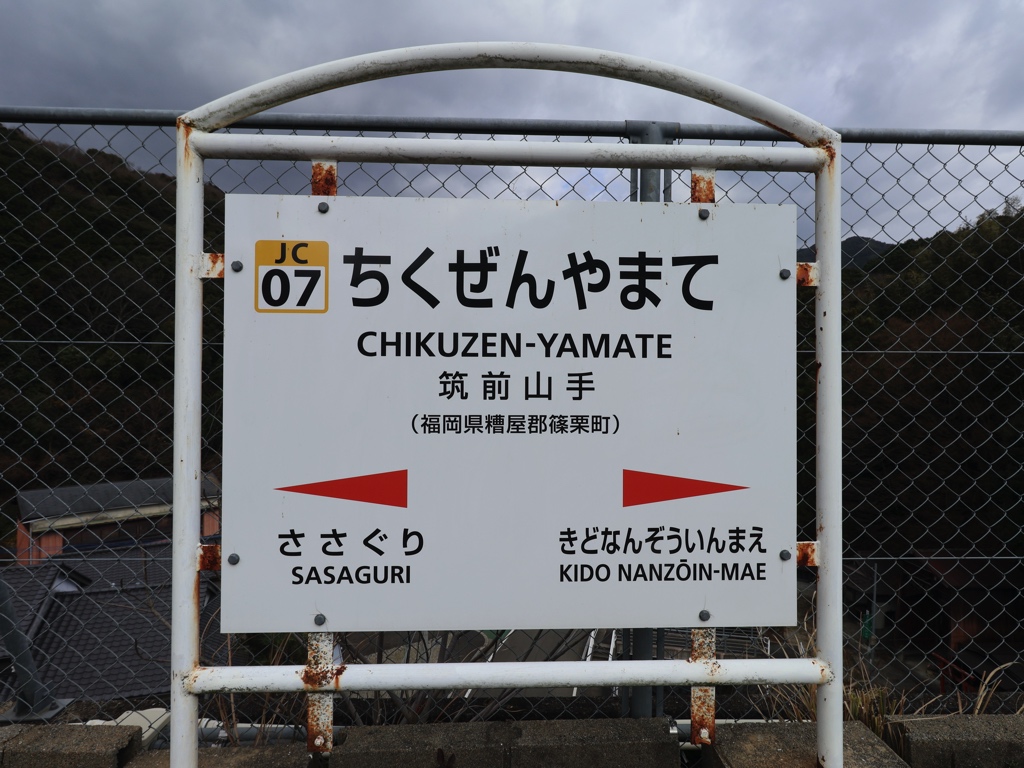 JC
07
ちくぜんやまて
CHIKUZEN-YAMATE
筑前山手
（福岡県糟屋郡篠栗町）
ささぐり
SASAGURI
きどなんぞういんまえ
KIDO NANZŌIN-MAE